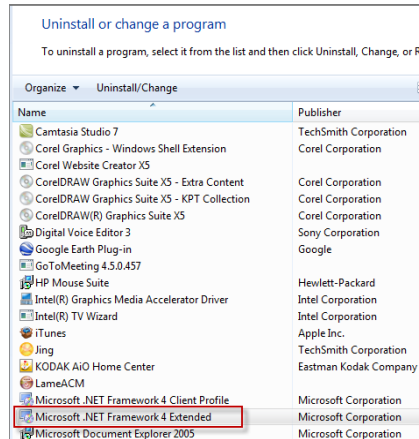 Uninstall or change a program
To uninstall a program, select it from the list and then click Uninstall, Change, or R
Organize Uninstall/Change
Name Publisher
Camtasia Studio 7 TechSmith Corporation
Corel Graphics - Windows Shell Extension Corel Corporation
Corel Website Creator X5
CorelDRAW Graphics Suite X5 - Extra Content Corel Corporation
CorelDRAW Graphics Suite X5 - KPT Collection Corel Corporation
CorelDRAW(R) Graphics Suite X5 Corel Corporation
Digital Voice Editor 3 Sony Corporation
Google Earth Plug-in Google
GoToMeeting 4.5.0.457
HP Mouse Suite Hewlett-Packard
Intel(R) Graphics Media Accelerator Driver Intel Corporation
Intel(R) TV Wizard Intel Corporation
iTunes Apple Inc.
Jing TechSmith Corporation
KODAK AiO Home Center Eastman Kodak Company
LameACM
Microsoft .NET Framework 4 Client Profile Microsoft Corporation
Microsoft .NET Framework 4 Extended Microsoft Corporation
Microsoft Document Explorer 2005 Microsoft Corporation